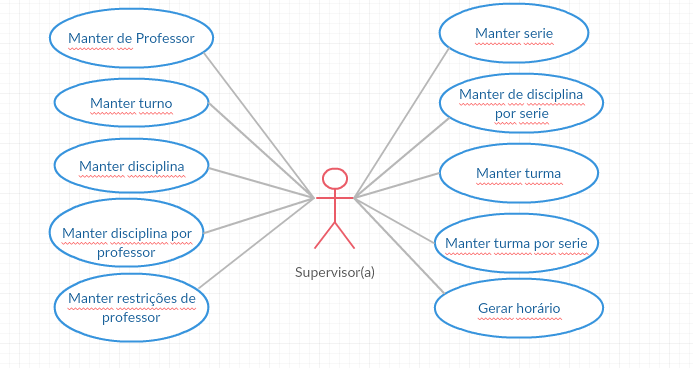 Manter de Professor
Manter turno
Manter disciplina
Manter disciplina por
professor
Manter restrições de
professor
Supervisor(a)
Manter serie
Manter de disciplina
por serie
Manter turma
Manter turma por serie
Gerar horário